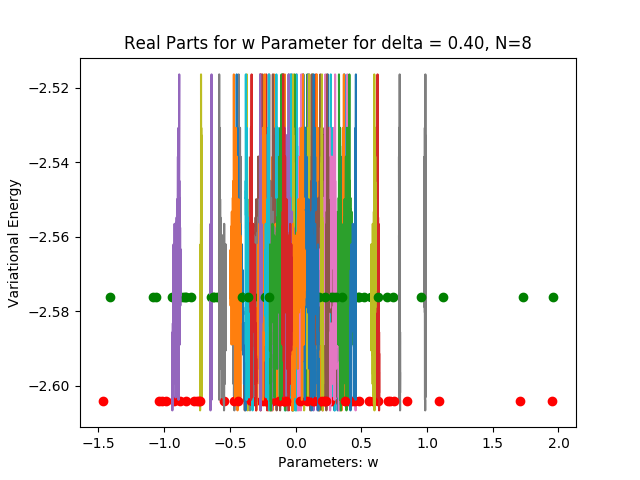 Real Parts for w Parameter for delta = 0.40, N=8
Variational Energy
−2.52
−2.54
−2.56
−2.58
−2.60
−1.5 −1.0 −0.5 0.0 0.5 1.0 1.5 2.0
Parameters: w